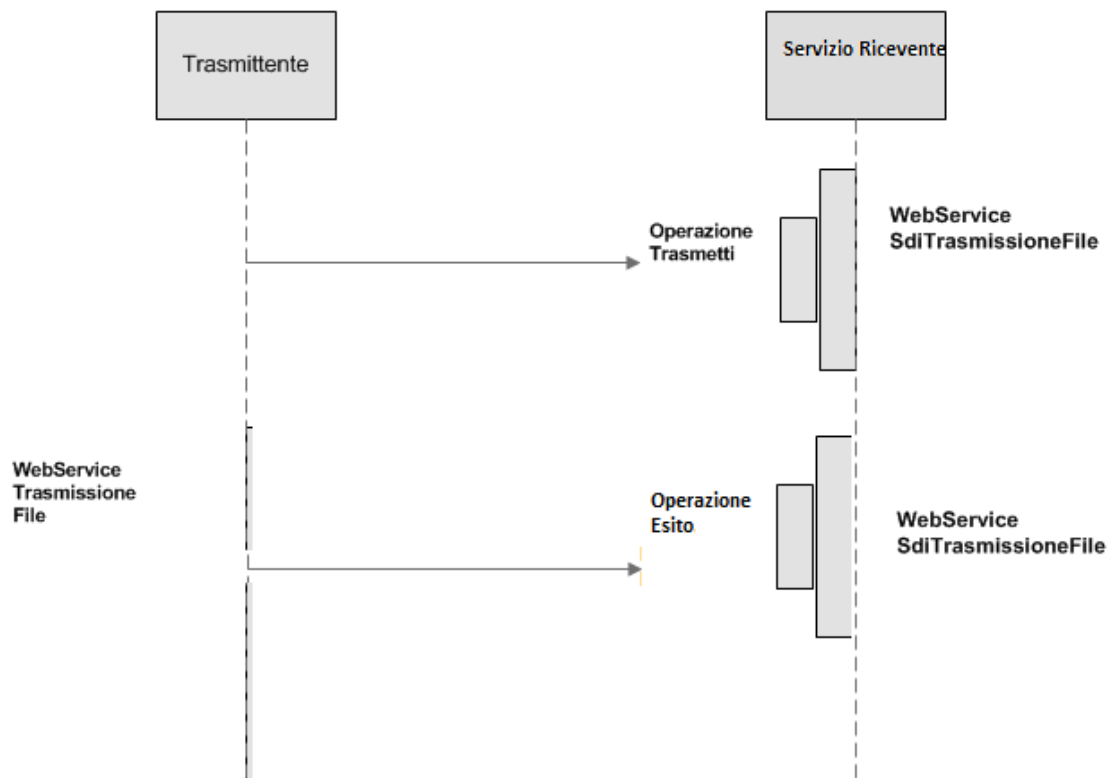 Trasmittente
Servizio Ricevente
Operazione
Trasmetti
WebService
SdiTrasmissioneFile
WebService
Trasmissione
File
Operazione
Esito
WebService
SdiTrasmissioneFile